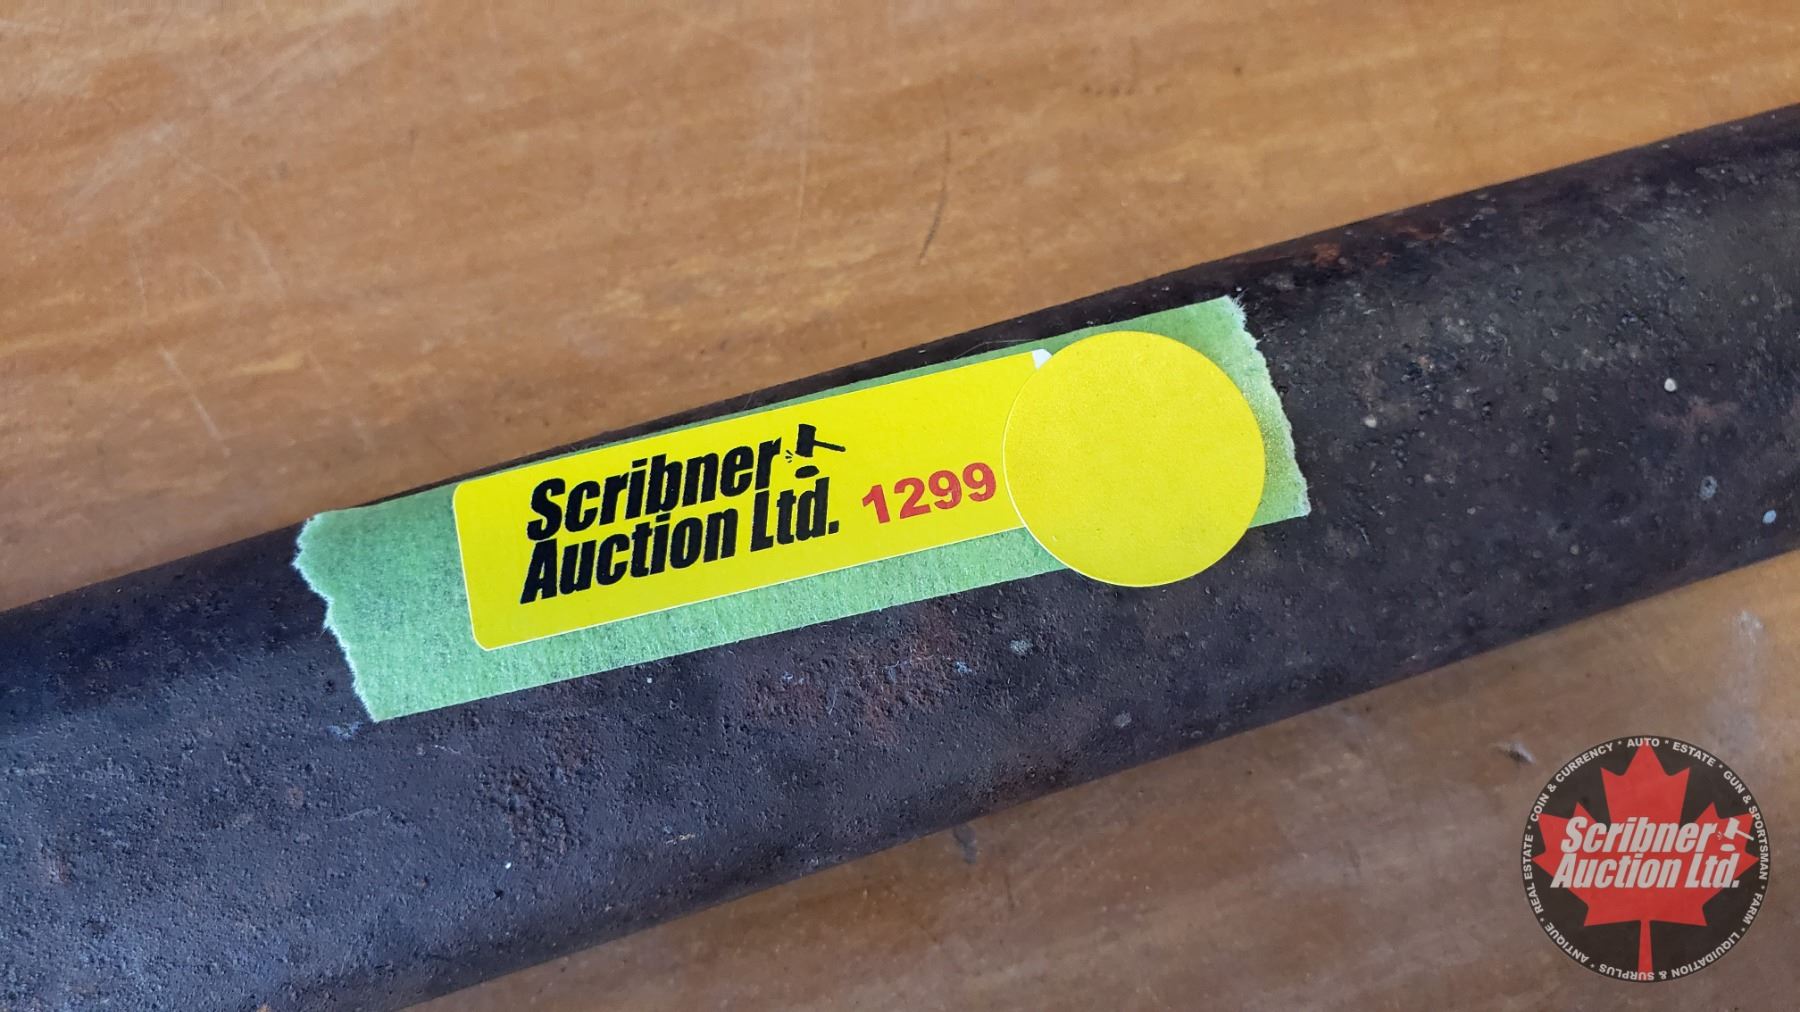 Scribner
Auction Ltd.
1299
COIN & CURRENCY * AUTO * ESTATE * GUN & SPORTSMAN * FARM * LIQUIDATION & SURPLUS * ANTIQUE * REAL ESTATE *
Scribner
Auction Ltd.